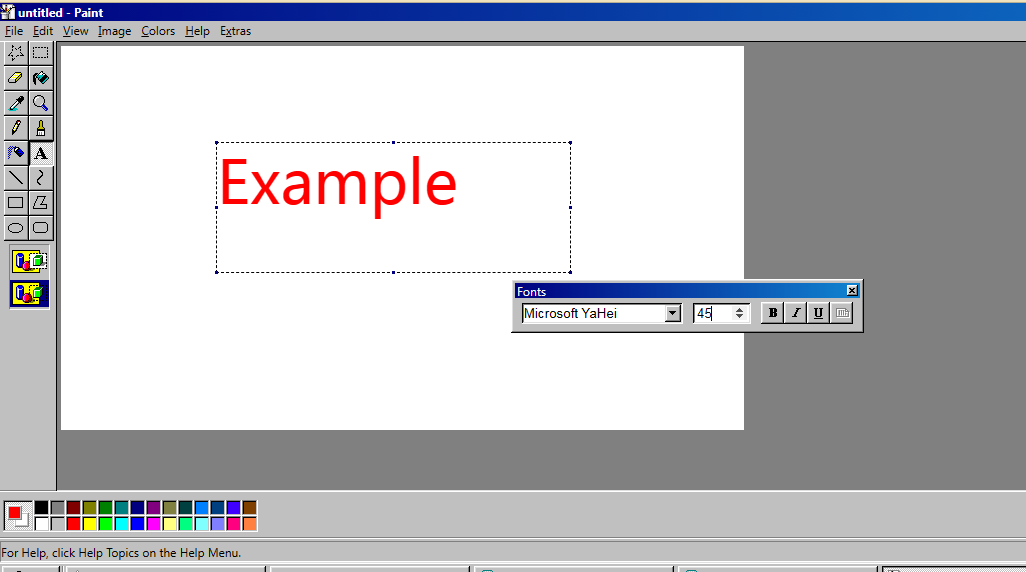 untitled - Paint
File Edit View Image Colors Help Extras
A
Example
Fonts
Microsoft YaHei 45 B I U
For Help, click Help Topics on the Help Menu.